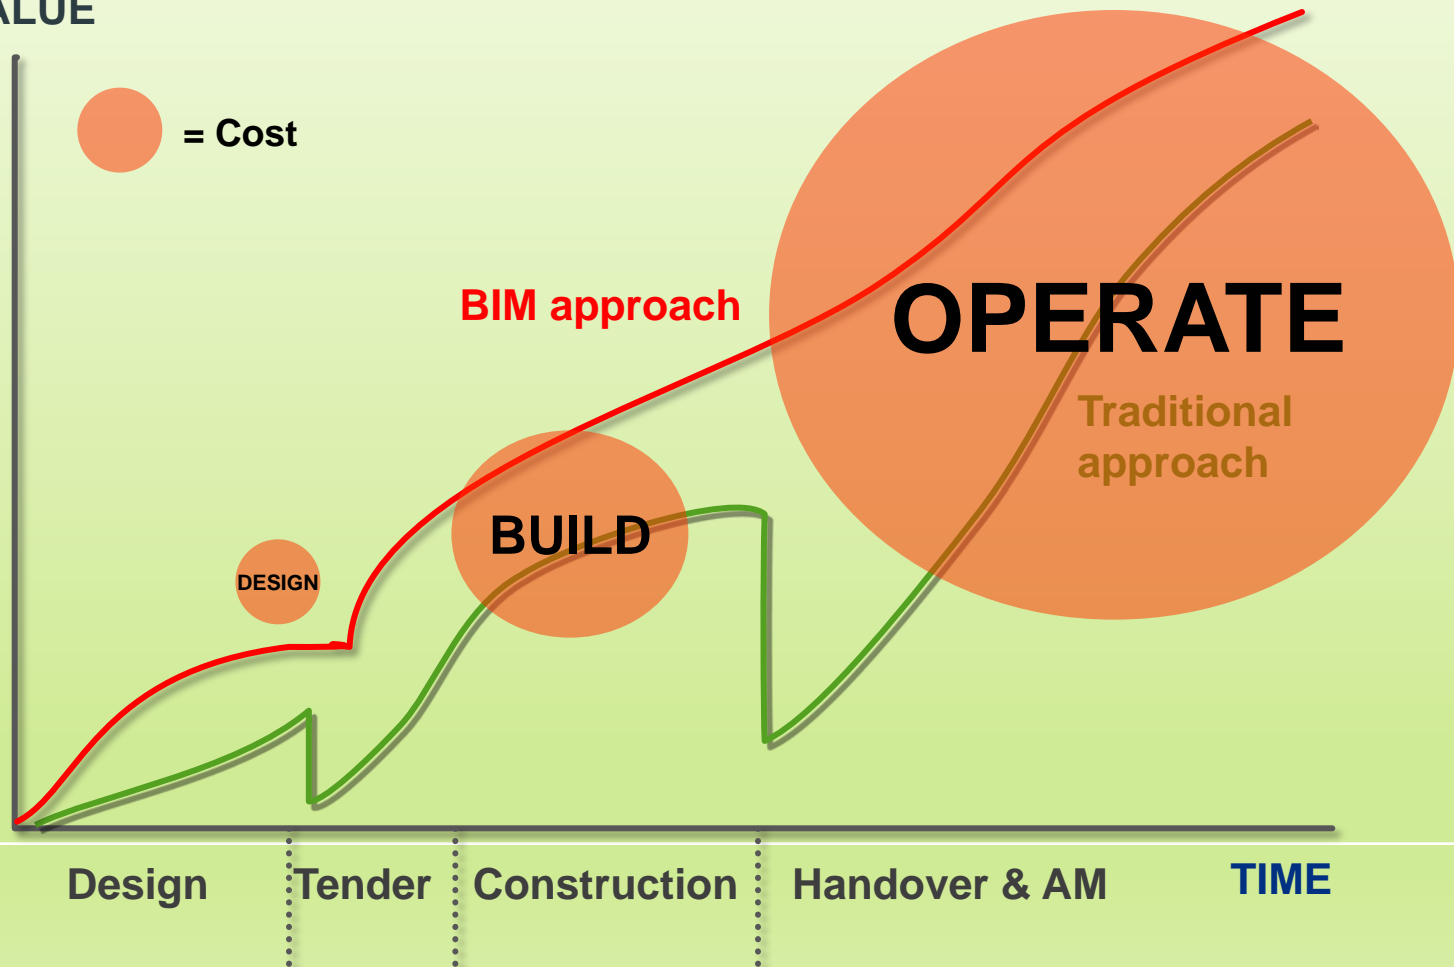 ALUE
= Cost
BIM approach
OPERATE
Traditional
approach
BUILD
DESIGN
Design
Tender
Construction
Handover & AM
TIME